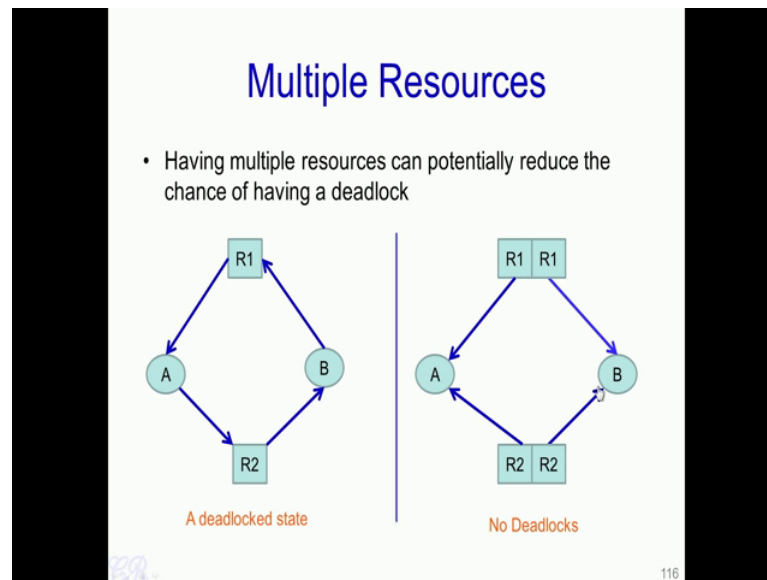 Multiple Resources
• Having multiple resources can potentially reduce the
chance of having a deadlock
R1
A
B
R2
A deadlocked state
R1 R1
A
B
R2 R2
No Deadlocks
116